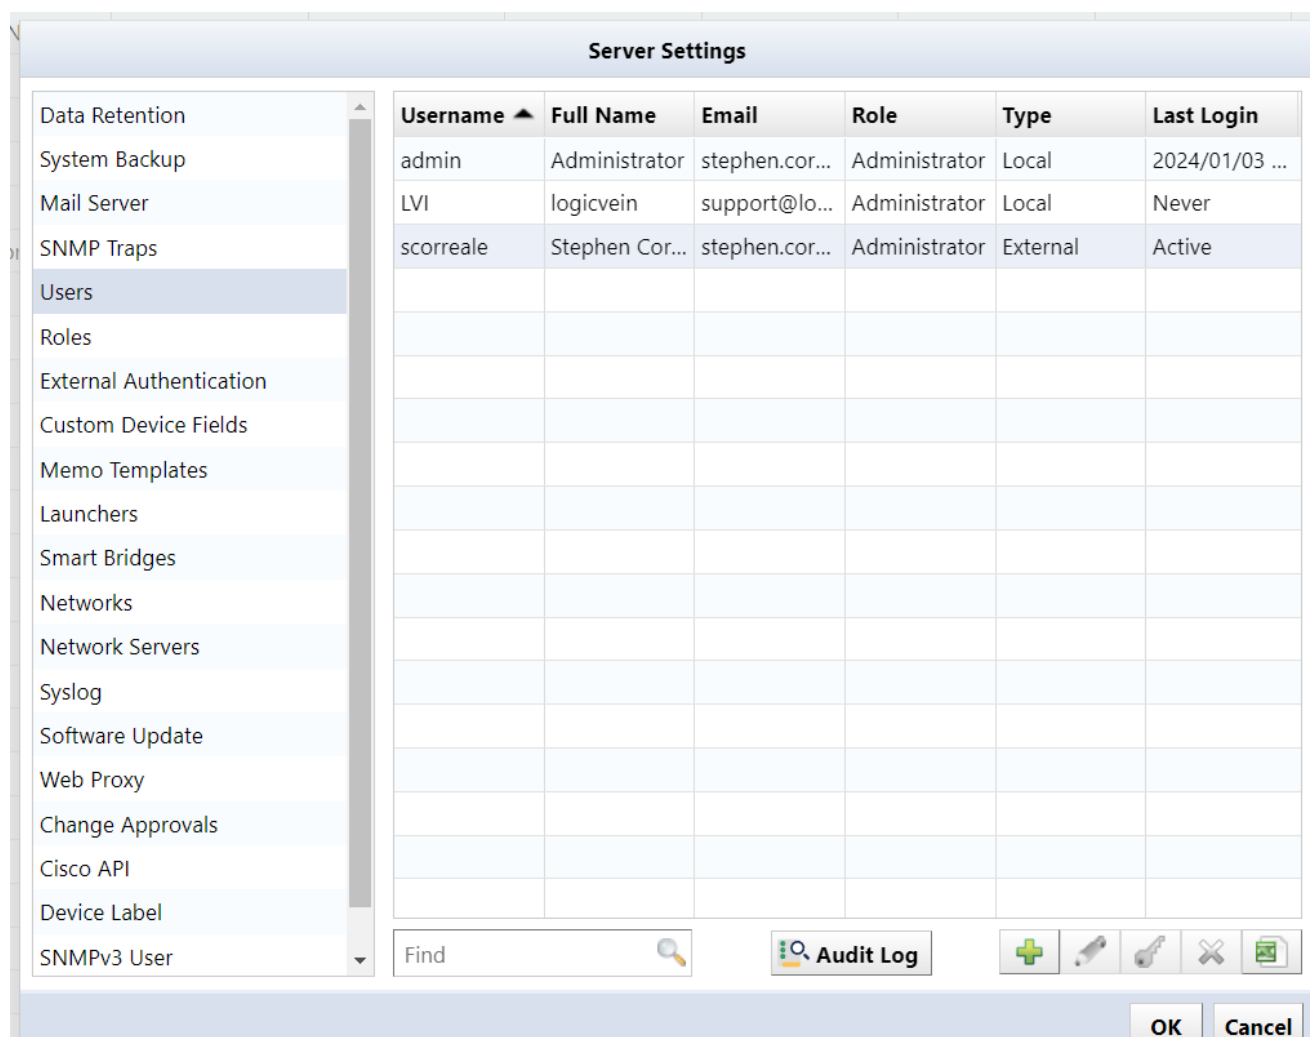 Server Settings
Data Retention
System Backup
Mail Server
SNMP Traps
Users
Roles
External Authentication
Custom Device Fields
Memo Templates
Launchers
Smart Bridges
Networks
Network Servers
Syslog
Software Update
Web Proxy
Change Approvals
Cisco API
Device Label
SNMPv3 User
Username Full Name Email Role Type Last Login
admin Administrator stephen.cor... Administrator Local 2024/01/03 ...
LVI logicvein support@lo... Administrator Local Never
scorreale Stephen Cor... stephen.cor... Administrator External Active
Find
Audit Log
OK Cancel